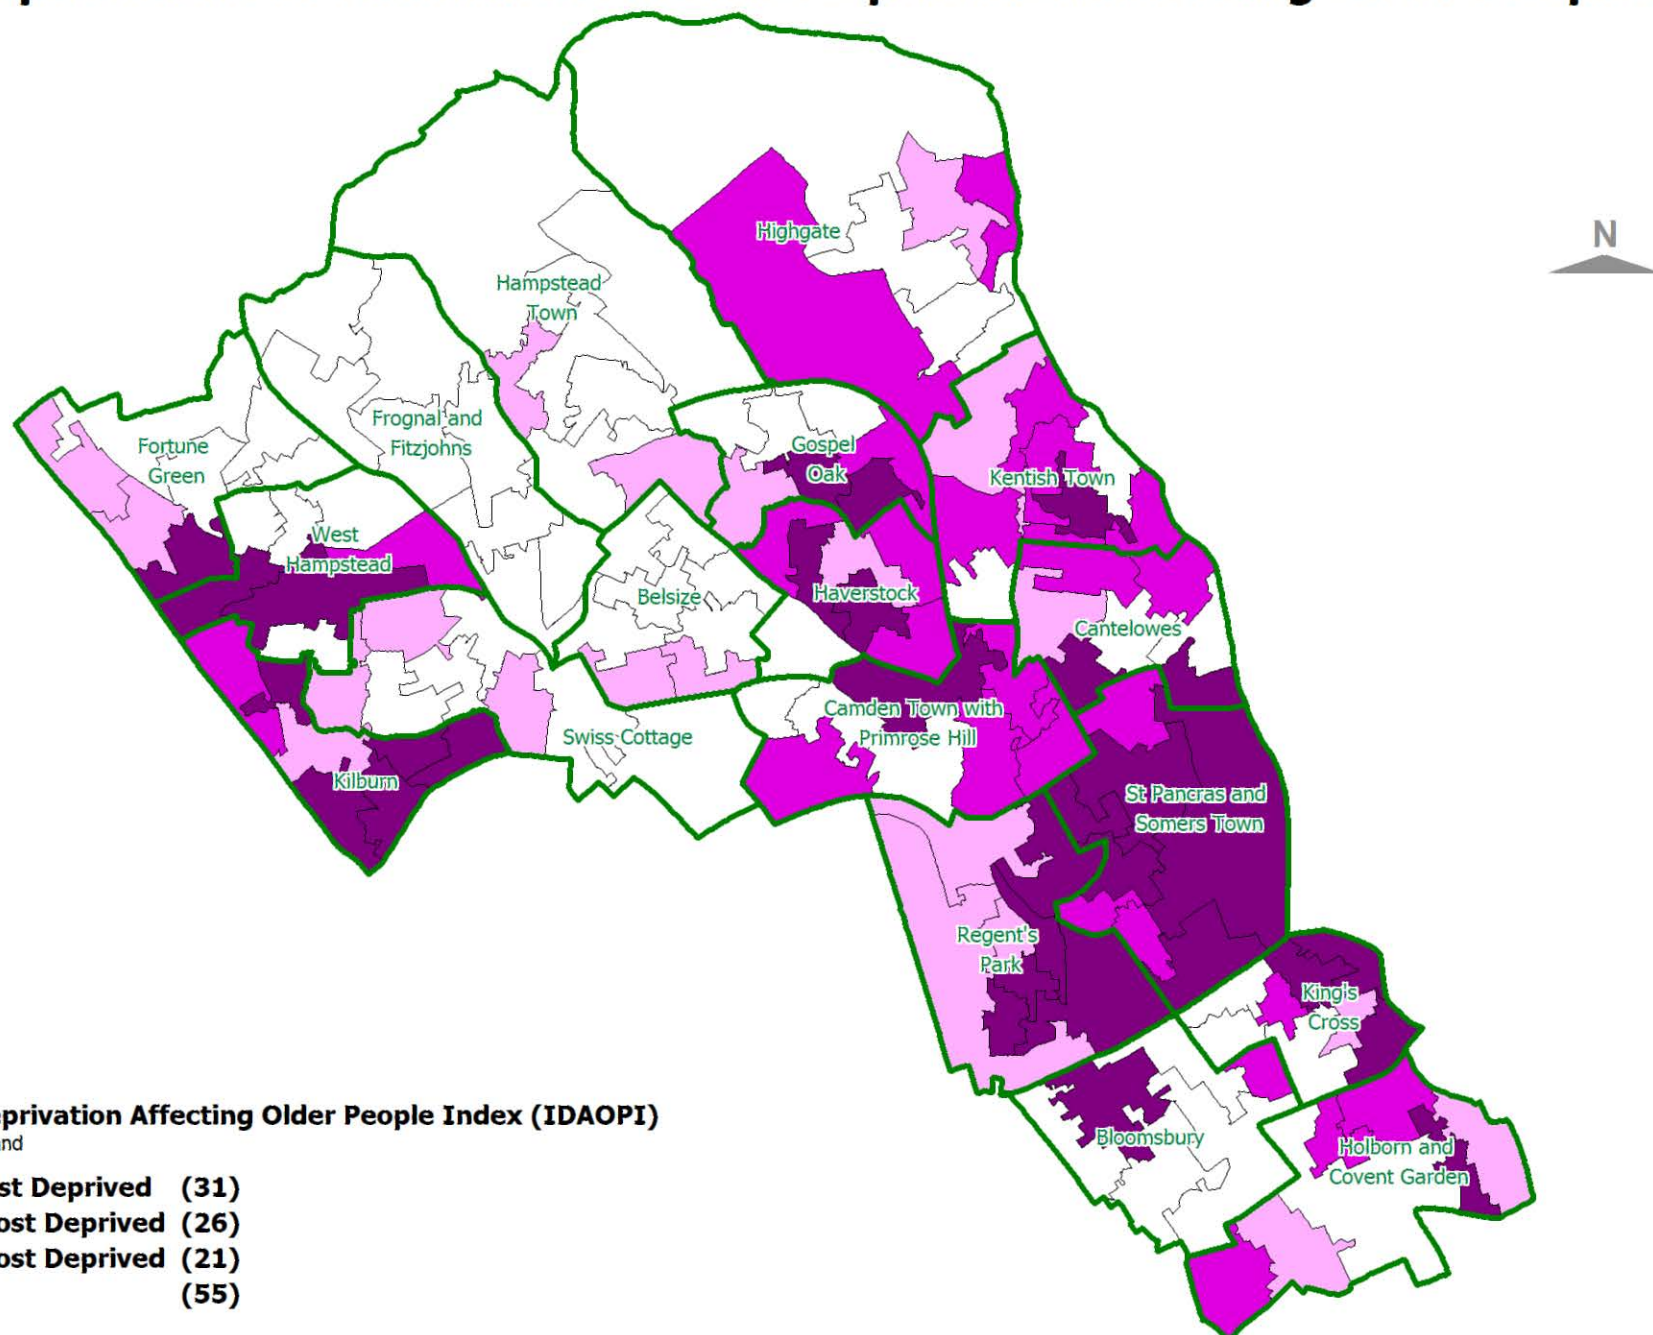 N
Highgate
Hampstead
Town
Frognal and
Fitzjohns
Fortune
Green
Gospel
Oak
Kentish Town
West
Hampstead
Belsize
Haverstock
Cantelowes
Camden Town with
Primrose Hill
Swiss Cottage
Kilburn
St Pancras and
Somers Town
Regent's
Park
King's
Cross
Bloomsbury
Holborn and
Covent Garden
privation Affecting Older People Index (IDAOPI)
nd
st Deprived (31)
ost Deprived (26)
ost Deprived (21)
(55)